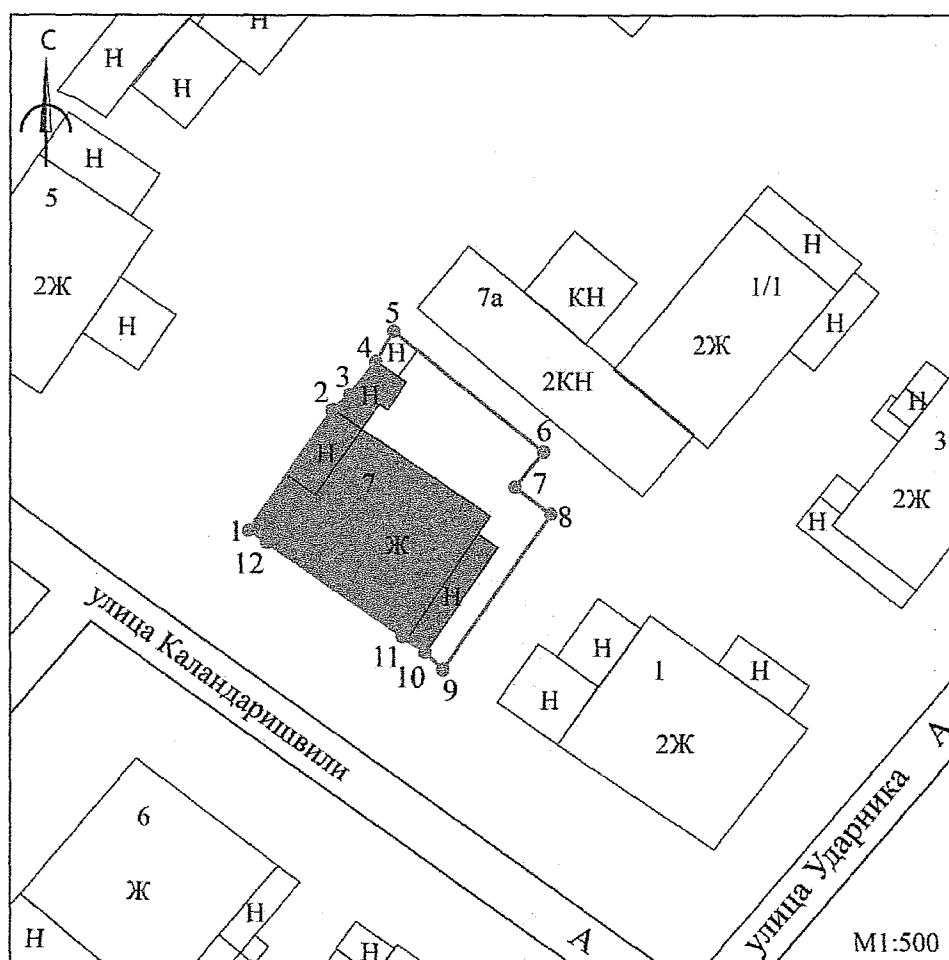 С
Н
Н
Н
Н
5
2Ж
Н
Н
1/1
7а
КН
Н
2Ж
2КН
5
4
Н
3
Н
2
6
Н
3
2Ж
7
Н
7
8
Н
Ж
1
12
Н
11
10
9
улица Каландаришвили
Н
Н
1
Н
2Ж
6
Ж
Н
Н
Н
А
А
улица Ударника
М1:500